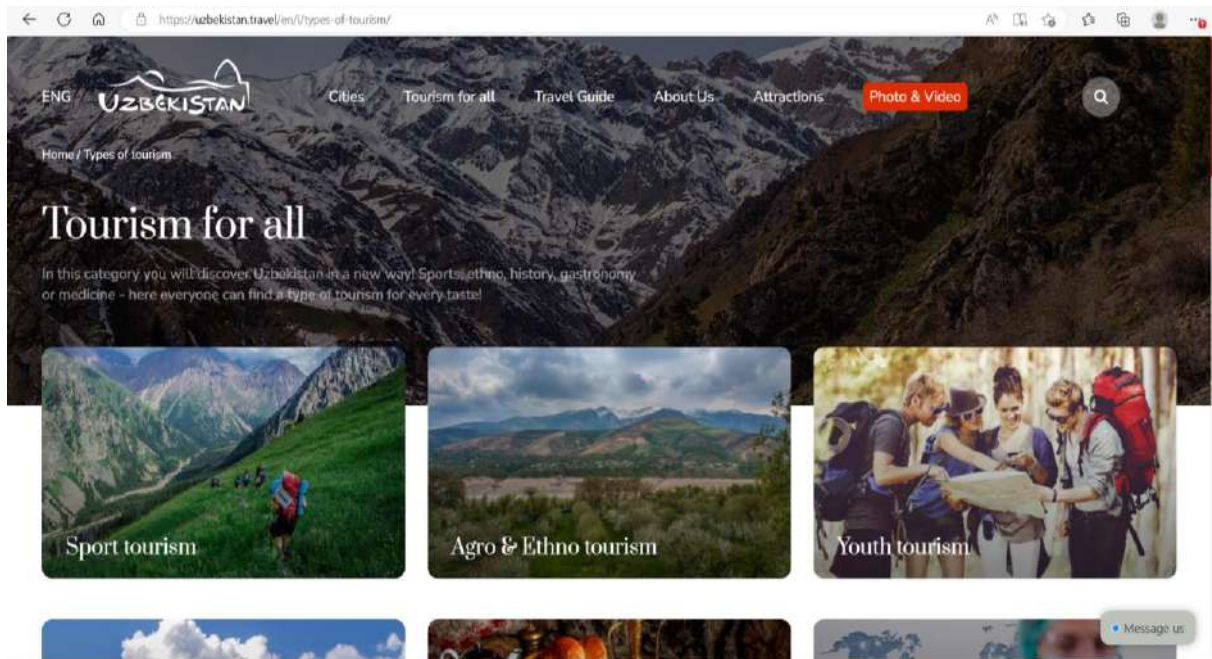 https://uzbekistan.travel/en/i/types-of-tourism/
ENG
UZBEKISTAN
Cities
Tourism for all
Travel Guide
About Us
Attractions
Photo & Video
Home / Types of tourism
Tourism for all
In this category you will discover Uzbekistan in a new way! Sports, ethno, history, gastronomy
or medicine - here everyone can find a type of tourism for every taste!
Sport tourism
Agro & Ethno tourism
Youth tourism
Message us